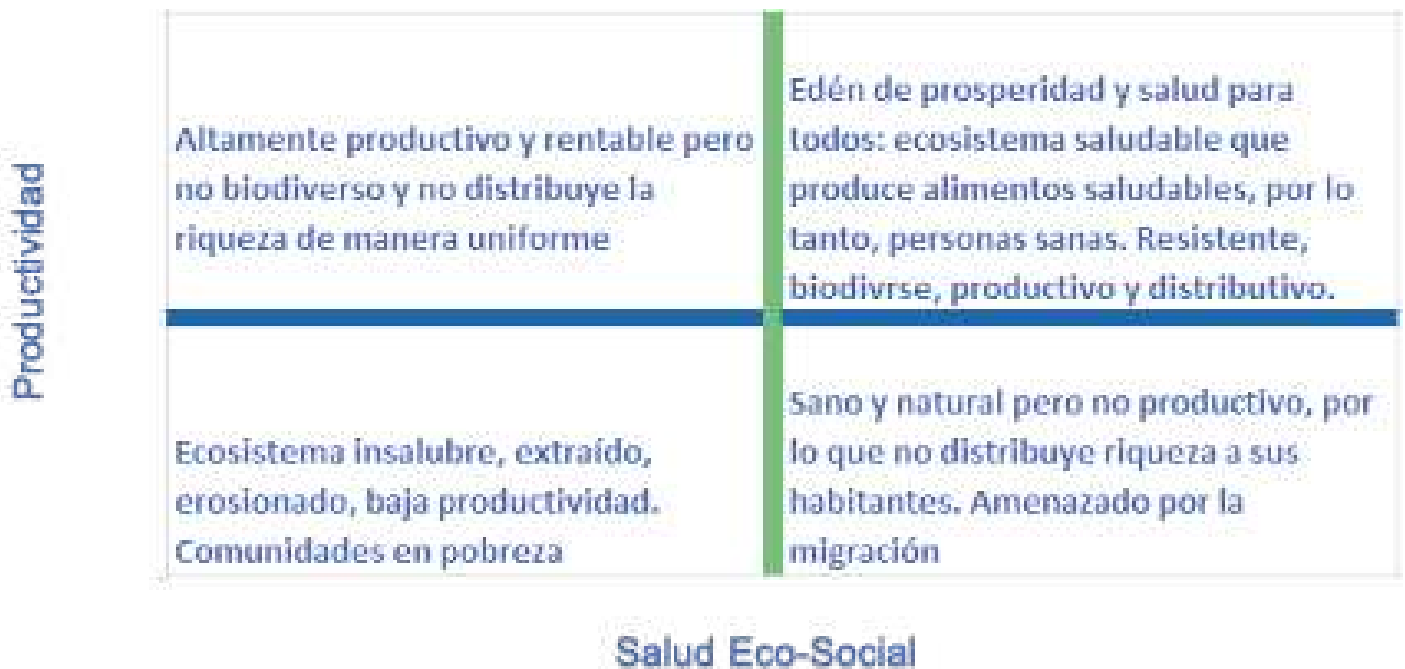 Productividad
Altamente productivo y rentable pero
no biodiverso y no distribuye la
riqueza de manera uniforme
Edén de prosperidad y salud para
todos: ecosistema saludable que
produce alimentos saludables, por lo
tanto, personas sanas. Resistente,
biodivrse, productivo y distributivo.
Ecosistema insalubre, extraído,
erosionado, baja productividad.
Comunidades en pobreza
Sano y natural pero no productivo, por
lo que no distribuye riqueza a sus
habitantes. Amenazado por la
migración
Salud Eco-Social